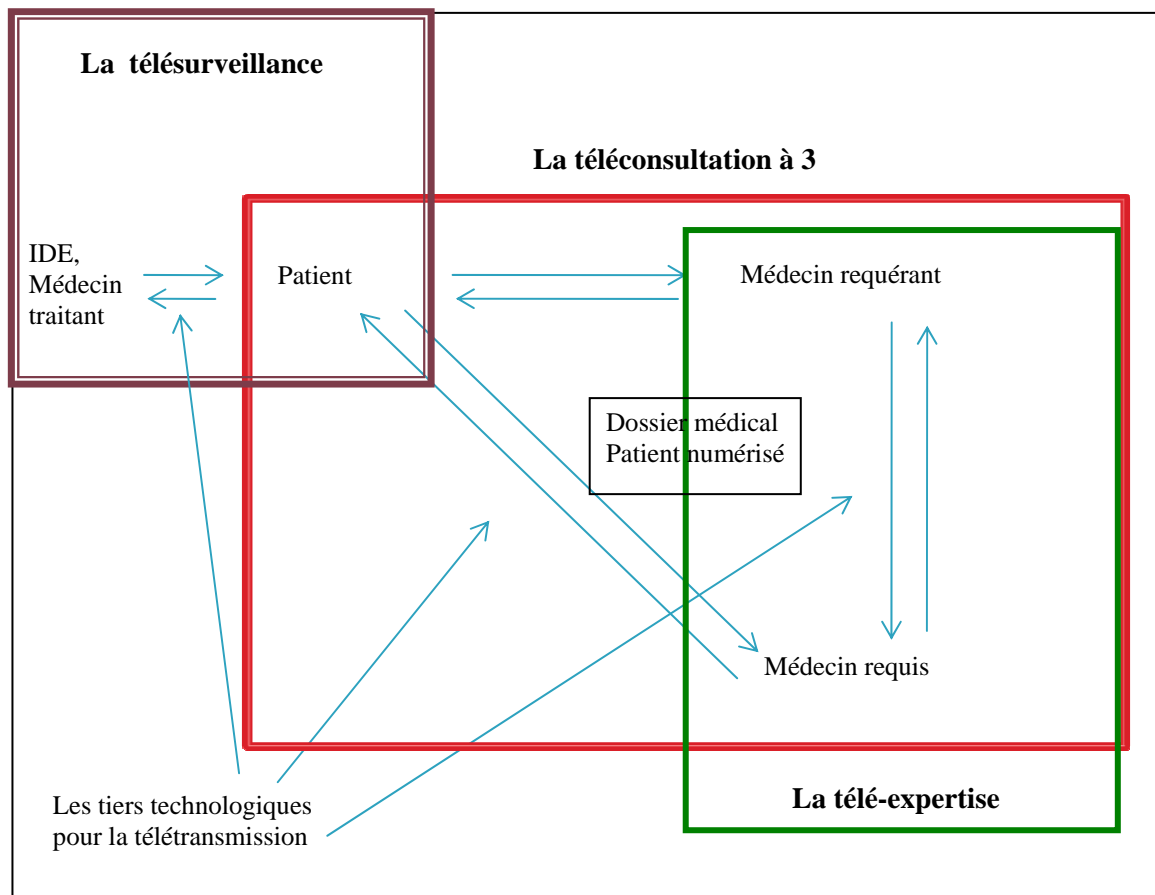 La télésurveillance
La téléconsultation à 3
IDE,
Médecin
traitant
Patient
Médecin requérant
Dossier médical
Patient numérisé
Médecin requis
Les tiers technologiques
pour la télétransmission
La télé-expertise